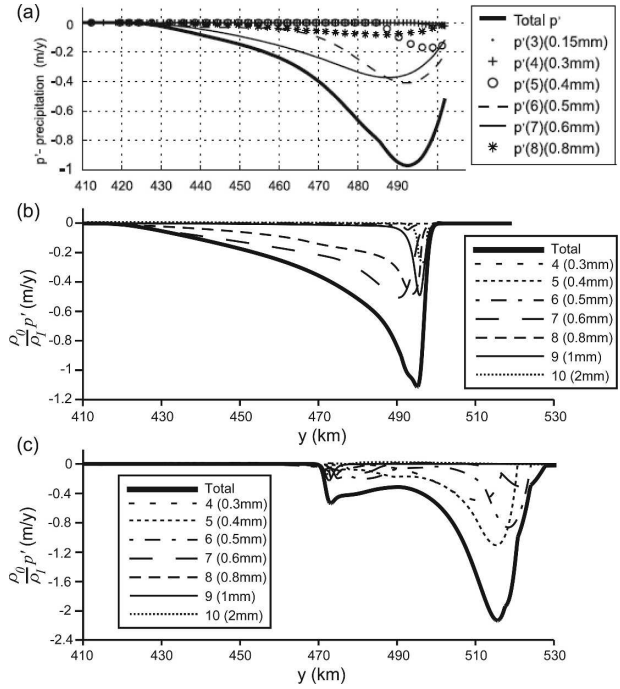 (a)
p'- precipitation (m/y)
0
-0.2
-0.4
-0.6
-0.8
-1
410 420 430 440 450 460 470 480 490
Total p'
p'(3)(0.15mm)
p'(4)(0.3mm)
p'(5)(0.4mm)
p'(6)(0.5mm)
p'(7)(0.6mm)
p'(8)(0.8mm)
(b)
ρ0/ρI p' (m/y)
0
-0.2
-0.4
-0.6
-0.8
-1
-1.2
410 430 450 470 490 510 530
y (km)
Total
4 (0.3mm)
5 (0.4mm)
6 (0.5mm)
7 (0.6mm)
8 (0.8mm)
9 (1mm)
10 (2mm)
(c)
ρ0/ρI p' (m/y)
0
-0.4
-0.8
-1.2
-1.6
-2
-2.4
410 430 450 470 490 510 530
y (km)
Total
4 (0.3mm)
5 (0.4mm)
6 (0.5mm)
7 (0.6mm)
8 (0.8mm)
9 (1mm)
10 (2mm)